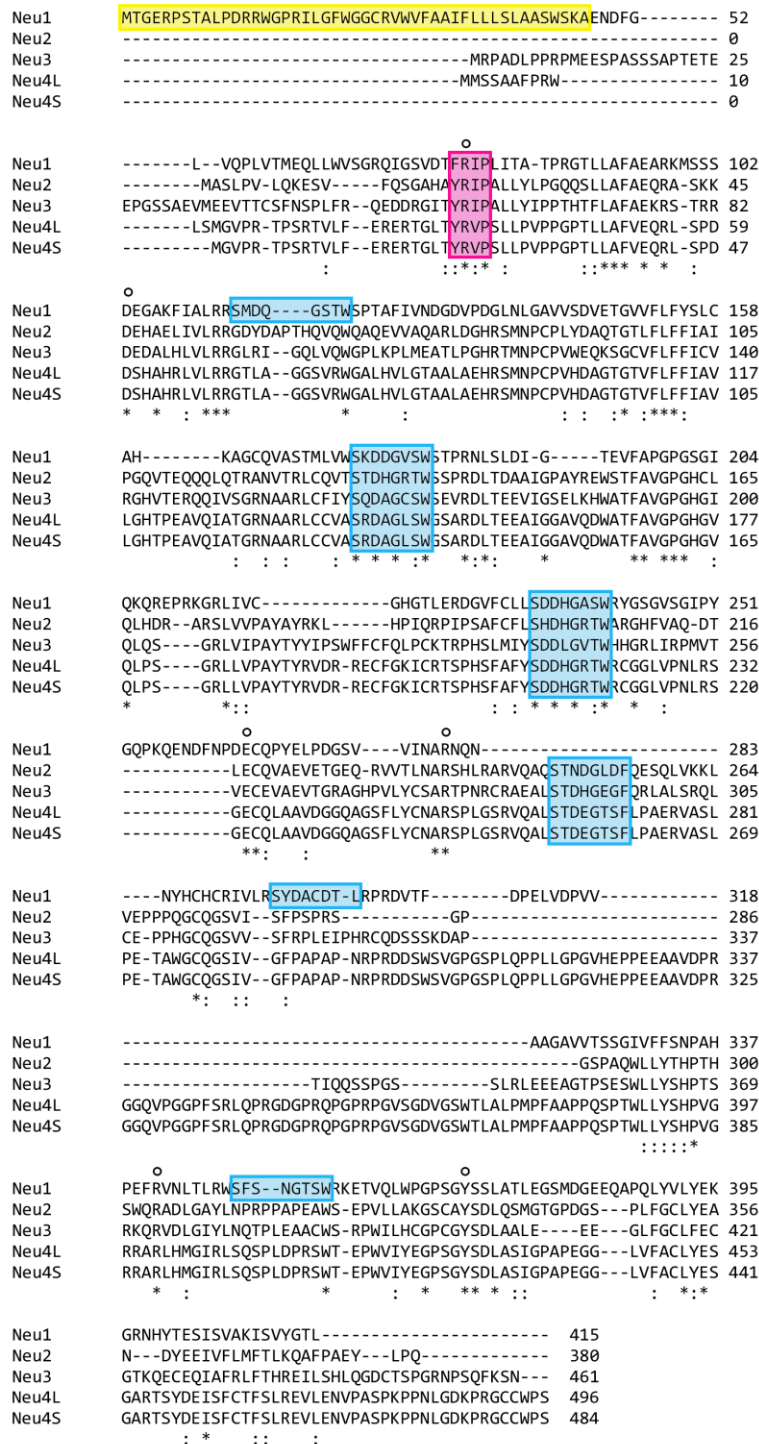 Neu1 MTGERPSTALPDRRWGPRILGFWGGCRVWVFAAIFLLLSLAASWSKAENDFG-------- 52
Neu2 ------------------------------------------------------------ 0
Neu3 -----------------------------------MRPADLPPRPMEESPASSSAPTETE 25
Neu4L ----------------------------------MMSSAAFPRW---------------- 10
Neu4S ------------------------------------------------------------ 0
o
Neu1 -------L--VQPLVTMEQLLWVSGRQIGSVDTFRIPLITA-TPRGTLLAFAEARKMSSS 102
Neu2 --------MASLPV-LQKESV-----FQSGAHAYRIPALLYLPGQQSLLAFAEQRA-SKK 45
Neu3 EPGSSAEVMEEVTTCSFNSPLFR--QEDDRGITYRIPALLYIPPTHTFLAFAEKRS-TRR 82
Neu4L -------LSMGVPR-TPSRTVLF--ERERTGLTYRVPSLLPVPPGPTLLAFVEQRL-SPD 59
Neu4S --------MGVPR-TPSRTVLF--ERERTGLTYRVPSLLPVPPGPTLLAFVEQRL-SPD 47
: ::*:* : ::*** * * :
o
Neu1 DEGAKFIALRRSMDQ----GSTWSPTAFIVNDGDVPDGLNLGAVVSDVETGVVFLFYSLC 158
Neu2 DEHAELIVLRRGDYDAPTHQVQWQAQEVVAQARLDGHRSMNPCPLYDAQTGTLFLFFIAI 105
Neu3 DEDALHLVLRRGLRI--GQLVQWGPLKPLMEATLPGHRTMNPCPVWEQKSGCVFLFFICV 140
Neu4L DSHAHRLVLRRGTLA--GGSVRWGALHVLGTAALAEHRSMNPCPVHDAGTGTVFLFFIAV 117
Neu4S DSHAHRLVLRRGTLA--GGSVRWGALHVLGTAALAEHRSMNPCPVHDAGTGTVFLFFIAV 105
* * : *** * : : : :* :***:
Neu1 AH--------KAGCQVASTMLVWSKDDGVSWSTPRNLSLDI-G----TEVFAPGPGSGI 204
Neu2 PGQVTEQQQLQTRANVTRLCQVTSTDHGRTWSSPRDLTDAAIGPAYREWSTFAVGPGHCL 165
Neu3 RGHVTERQQIVSGRNAARLCFIYSQDAGCSWSEVRDLTEEVIGSELKHWATFAVGPGHGI 200
Neu4L LGHTPEAVQIATGRNAARLCCVASRDAGLSWGSARDLTEEAIGGAVQDWATFAVGPGHGV 177
Neu4S LGHTPEAVQIATGRNAARLCCVASRDAGLSWGSARDLTEEAIGGAVQDWATFAVGPGHGV 165
: : : : * * * :* *:*: * ** *** :
Neu1 QKQREPRKGRLIVC-------------GHGTLERDGVFCLLSDDHGASWRYGSGVSGIPY 251
Neu2 QLHDR--ARSLVVPAYAYRKL------HPIQRPIPSAFCFLSHDHGRTWARGHFVAQ-DT 216
Neu3 QLQS----GRLVIPAYTYYIPSWFFCFQLPCKTRPHSLMIYSDDLGVTWHHGRLIRPMVT 256
Neu4L QLPS----GRLLVPAYTYRVDR-RECFGKICRTSPHSFAFYSDDHGRTWRCGGLVPNLRS 232
Neu4S QLPS----GRLLVPAYTYRVDR-RECFGKICRTSPHSFAFYSDDHGRTWRCGGLVPNLRS 220
* *:: : : * * * :* * :
o o
Neu1 GQPKQENDFNPDECQPYELPDGSV----VINARNQN------------------------ 283
Neu2 ------------LECQVAEVETGEQ-RVVTLNARSHLRARVQAQSTNDGLDFQESQLVKKL 264
Neu3 ------------VECEVAEVTGRAGHPVLYCSARTPNRCRAEALSTDHGEGFQRLALSRQL 305
Neu4L ------------GECQLAAVDGGQAGSFLYCNARSPLGSRVQALSTDEGTSFLPAERVASL 281
Neu4S ------------GECQLAAVDGGQAGSFLYCNARSPLGSRVQALSTDEGTSFLPAERVASL 269
**: : **
Neu1 ----NYHCHCRIVLRSYDACDT-LRPRDVTF--------DPELVDPVV------------ 318
Neu2 VEPPPQGCQGSVI--SFPSPRS-----------GP------------------------- 286
Neu3 CE-PPHGCQGSVV--SFRPLEIPHRCQDSSSKDAP------------------------- 337
Neu4L PE-TAWGCQGSIV--GFPAPAP-NRPRDDSWSVGPGSPLQPPLLGPGVHEPPEEAAVDPR 337
Neu4S PE-TAWGCQGSIV--GFPAPAP-NRPRDDSWSVGPGSPLQPPLLGPGVHEPPEEAAVDPR 325
*: :: :
Neu1 ----------------------------------------AAGAVVTSSGIVFFSNPAH 337
Neu2 ---------------------------------------------GSPAQWLLYTHPTH 300
Neu3 -------------------TIQQSSPGS---------SLRLEEEAGTPSESWLLYSHPTS 369
Neu4L GGQVPGGPFSRLQPRGDGPRQPGPRPGVSGDVGSWTLALPMPFAAPPQSPTWLLYSHPVG 397
Neu4S GGQVPGGPFSRLQPRGDGPRQPGPRPGVSGDVGSWTLALPMPFAAPPQSPTWLLYSHPVG 385
:::::*
o o
Neu1 PEFRVNLTLRWSFS--NGTSWRKETVQLWPGPSGYSSLATLEGSMDGEEQAPQLYVLYEK 395
Neu2 SWQRADLGAYLNPRPPAPEAWS-EPVLLAKGSCAYSDLQSMGTGPDGS---PLFGCLYEA 356
Neu3 RKQRVDLGIYLNQTPLEAACWS-RPWILHCGPCGYSDLAALE----EE---GLFGCLFEC 421
Neu4L RRARLHMGIRLSQSPLDPRSWT-EPWVIYEGPSGYSDLASIGPAPEGG---LVFACLYES 453
Neu4S RRARLHMGIRLSQSPLDPRSWT-EPWVIYEGPSGYSDLASIGPAPEGG---LVFACLYES 441
* : * : * ** * :: : *:*
Neu1 GRNHYTESISVAKISVYGTL---------------------- 415
Neu2 N---DYEEIVFLMFTLKQAFPAEY---LPQ------------ 380
Neu3 GTKQECEQIAFRLFTHREILSHLQGDCTSPGRNPSQFKSN--- 461
Neu4L GARTSYDEISFCTFSLREVLENVPASPKPPNLGDKPRGCCWPS 496
Neu4S GARTSYDEISFCTFSLREVLENVPASPKPPNLGDKPRGCCWPS 484
: * :: :